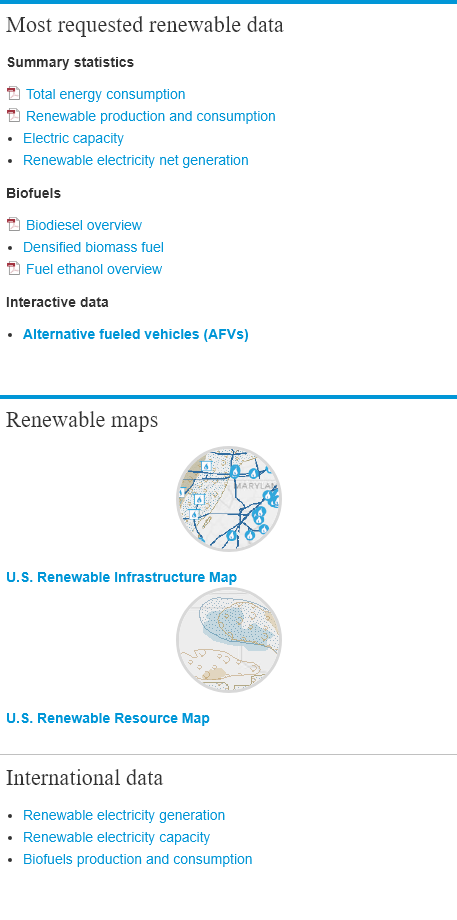 Most requested renewable data
Summary statistics
Total energy consumption
Renewable production and consumption
Electric capacity
Renewable electricity net generation
Biofuels
Biodiesel overview
Densified biomass fuel
Fuel ethanol overview
Interactive data
Alternative fueled vehicles (AFVs)
Renewable maps
U.S. Renewable Infrastructure Map
U.S. Renewable Resource Map
International data
Renewable electricity generation
Renewable electricity capacity
Biofuels production and consumption